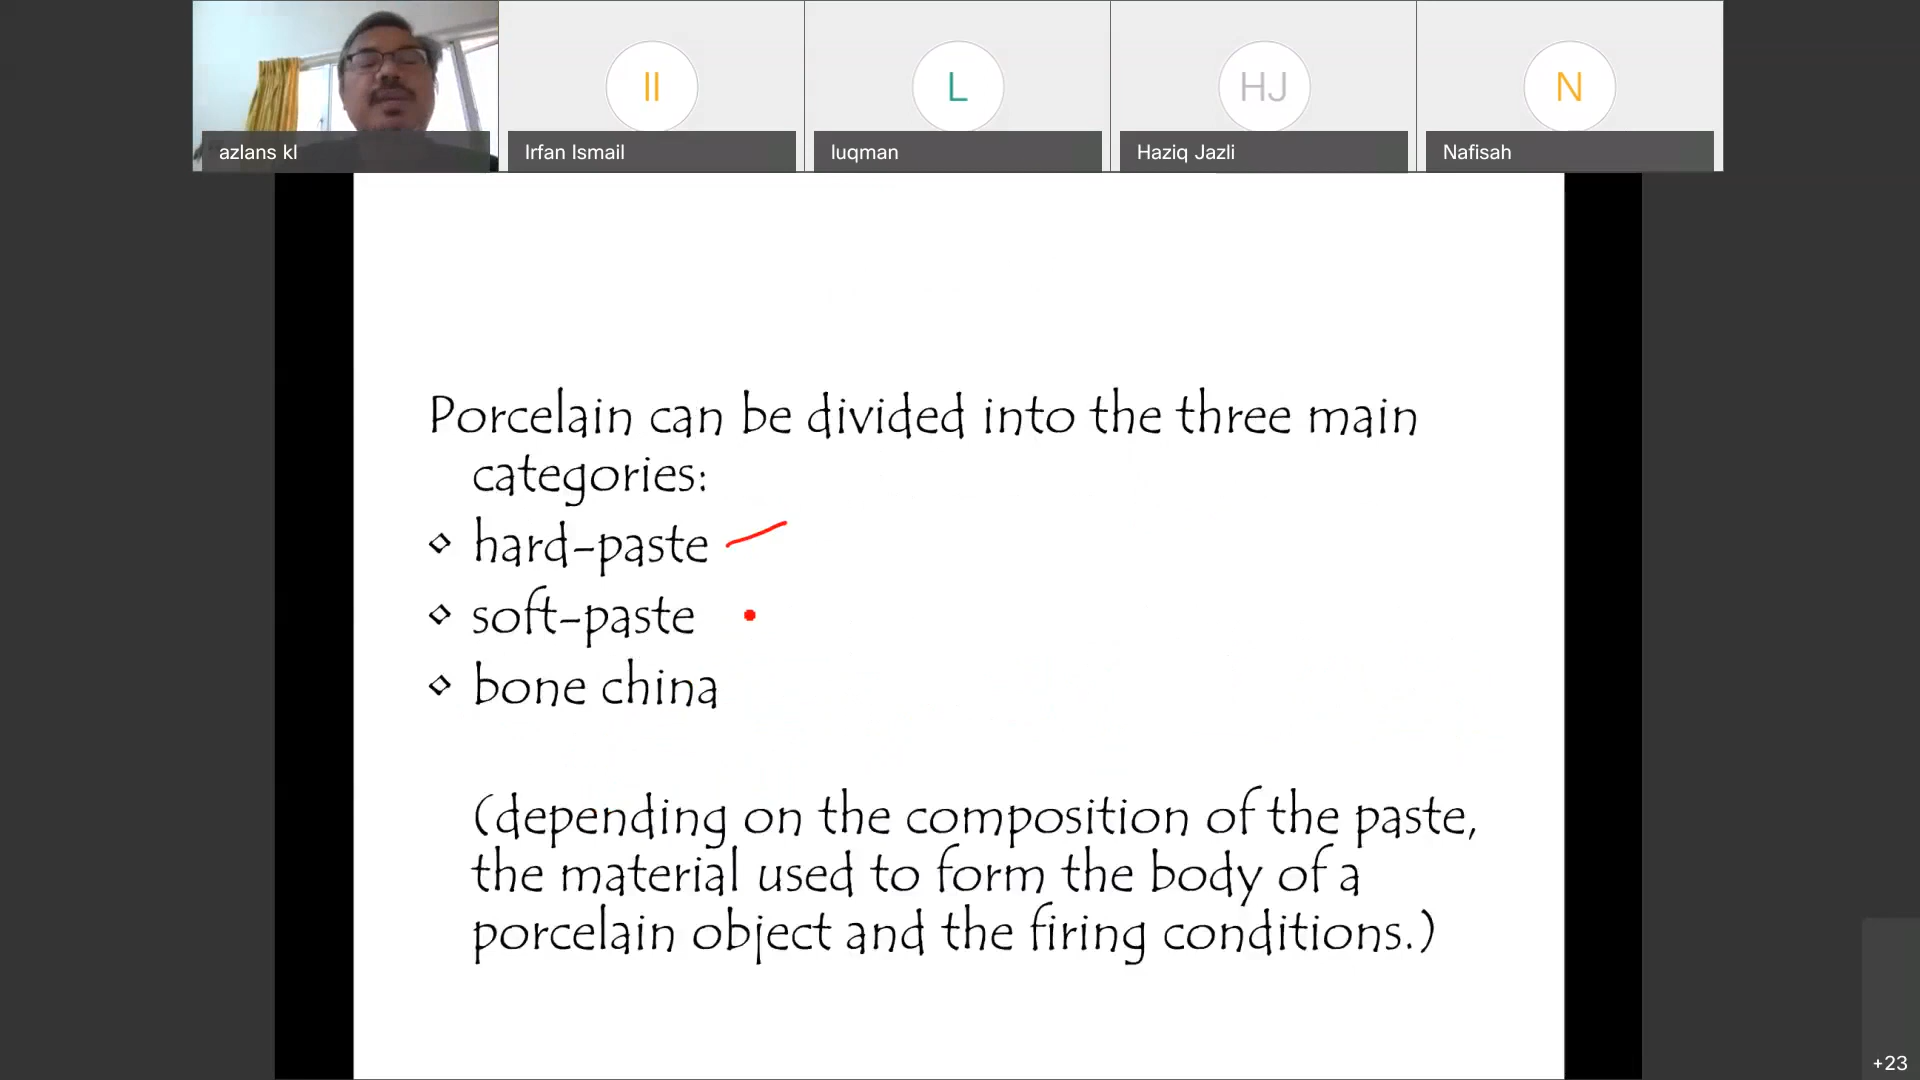 II
L
HJ
N
azlans kl
Irfan Ismail
luqman
Haziq Jazli
Nafisah
Porcelain can be divided into the three main
categories:
hard-paste
soft-paste
bone china
(depending on the composition of the paste,
the material used to form the body of a
porcelain object and the firing conditions.)
+23